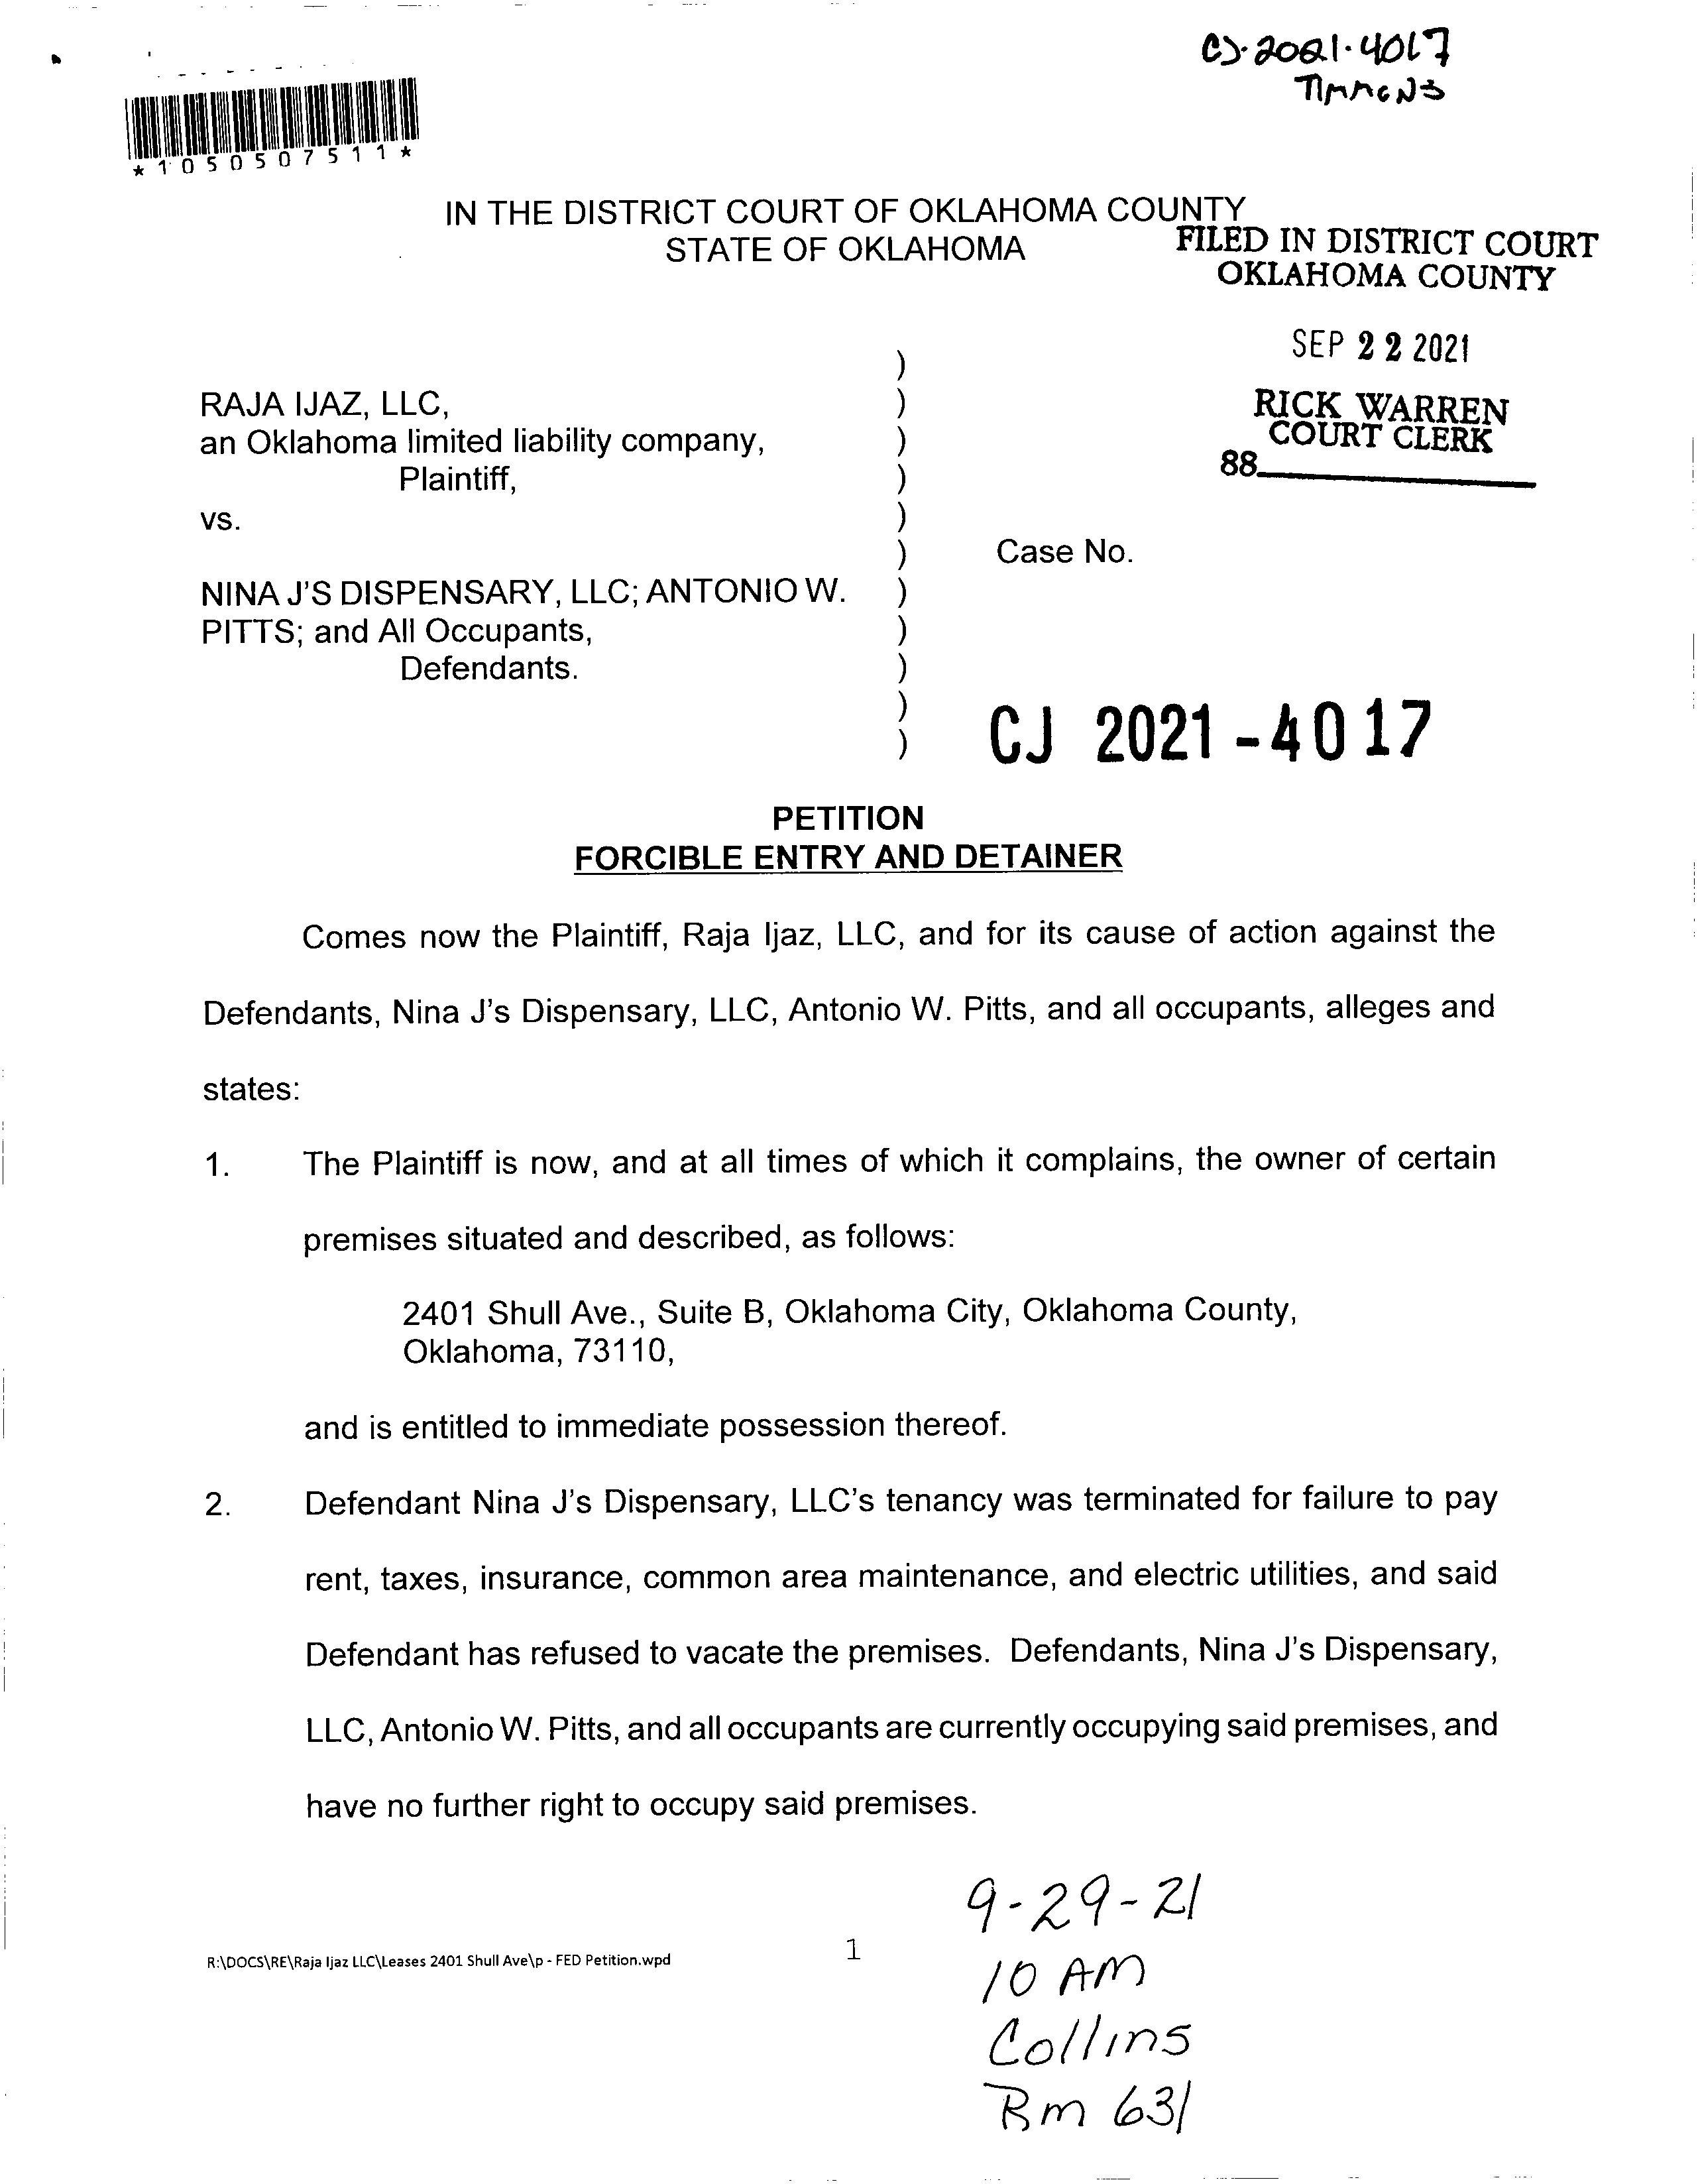 CJ-2021-4017
Timmons
*1050507511*
IN THE DISTRICT COURT OF OKLAHOMA COUNTY
STATE OF OKLAHOMA
FILED IN DISTRICT COURT
OKLAHOMA COUNTY
SEP 22 2021
RICK WARREN
COURT CLERK
88
)
RAJA IJAZ, LLC, )
an Oklahoma limited liability company, )
Plaintiff, )
vs. )
) Case No.
NINA J'S DISPENSARY, LLC; ANTONIO W. )
PITTS; and All Occupants, )
Defendants. )
)
) CJ 2021-4017
PETITION
FORCIBLE ENTRY AND DETAINER
Comes now the Plaintiff, Raja Ijaz, LLC, and for its cause of action against the
Defendants, Nina J's Dispensary, LLC, Antonio W. Pitts, and all occupants, alleges and
states:
1. The Plaintiff is now, and at all times of which it complains, the owner of certain
premises situated and described, as follows:
2401 Shull Ave., Suite B, Oklahoma City, Oklahoma County,
Oklahoma, 73110,
and is entitled to immediate possession thereof.
2. Defendant Nina J's Dispensary, LLC's tenancy was terminated for failure to pay
rent, taxes, insurance, common area maintenance, and electric utilities, and said
Defendant has refused to vacate the premises. Defendants, Nina J's Dispensary,
LLC, Antonio W. Pitts, and all occupants are currently occupying said premises, and
have no further right to occupy said premises.
9-29-21
10 AM
Collins
Rm 631
R:\DOCS\RE\Raja Ijaz LLC\Leases 2401 Shull Ave\p - FED Petition.wpd
1